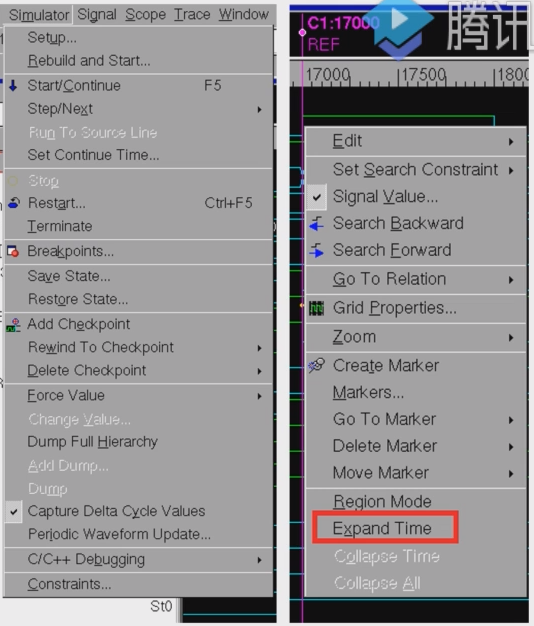 Simulator Signal Scope Trace Window
Setup...
Rebuild and Start...
Start/Continue F5
Step/Next
Run To Source Line
Set Continue Time...
Stop
Restart... Ctrl+F5
Terminate
Breakpoints...
Save State...
Restore State...
Add Checkpoint
Rewind To Checkpoint
Delete Checkpoint
Force Value
Change Value...
Dump Full Hierarchy
Add Dump...
Dump
Capture Delta Cycle Values
Periodic Waveform Update...
C/C++ Debugging
Constraints...
St0
C1:17000
REF
腾讯
17000 17500 1800
Edit
Set Search Constraint
Signal Value...
Search Backward
Search Forward
Go To Relation
Grid Properties...
Zoom
Create Marker
Markers...
Go To Marker
Delete Marker
Move Marker
Region Mode
Expand Time
Collapse Time
Collapse All